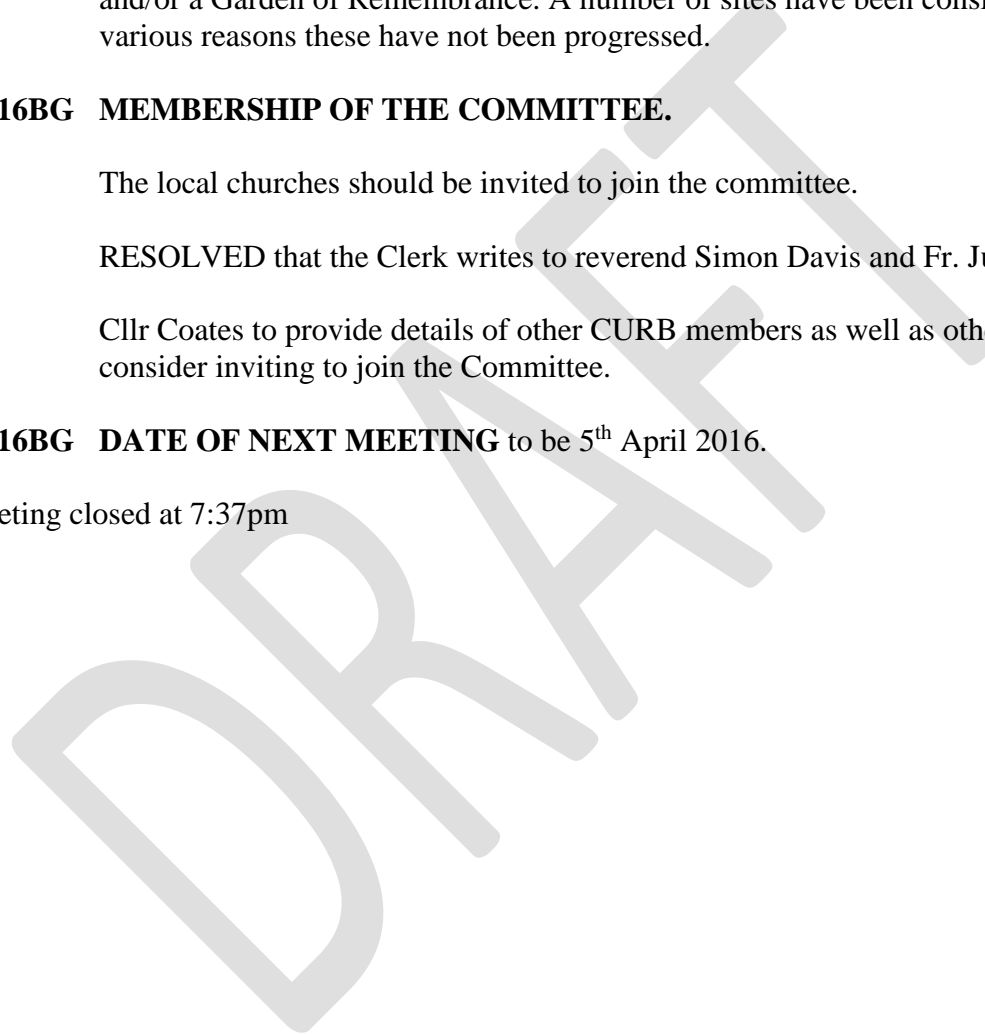 and/or a Garden of Remembrance. A number of sites have been
various reasons these have not been progressed.
16BG MEMBERSHIP OF THE COMMITTEE.
The local churches should be invited to join the committee.
RESOLVED that the Clerk writes to reverend Simon Davis and Fr.
Cllr Coates to provide details of other CURB members as well as
consider inviting to join the Committee.
16BG DATE OF NEXT MEETING to be 5th April 2016.
eting closed at 7:37pm
DRAFT